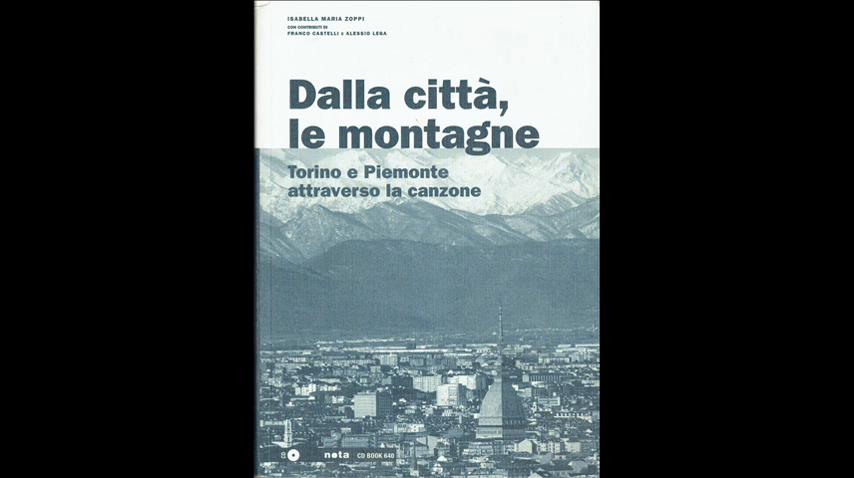 ISABELLA MARIA ZOPPI
CON CONTRIBUTI DI
FRANCO CASTELLI e ALESSIO LEGA
Dalla città,
le montagne
Torino e Piemonte
attraverso la canzone
nota CD BOOK 640